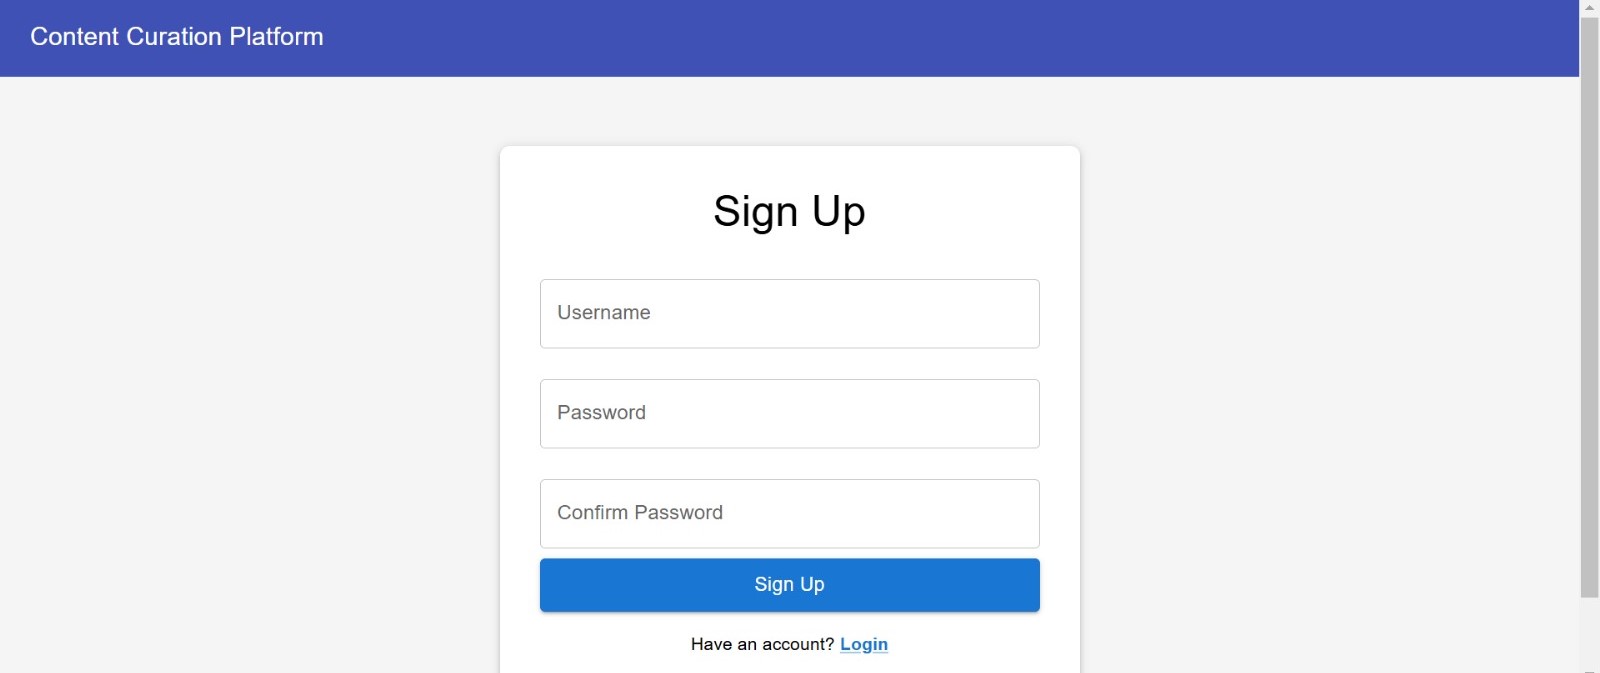 Content Curation Platform
Sign Up
Username
Password
Confirm Password
Sign Up
Have an account? Login